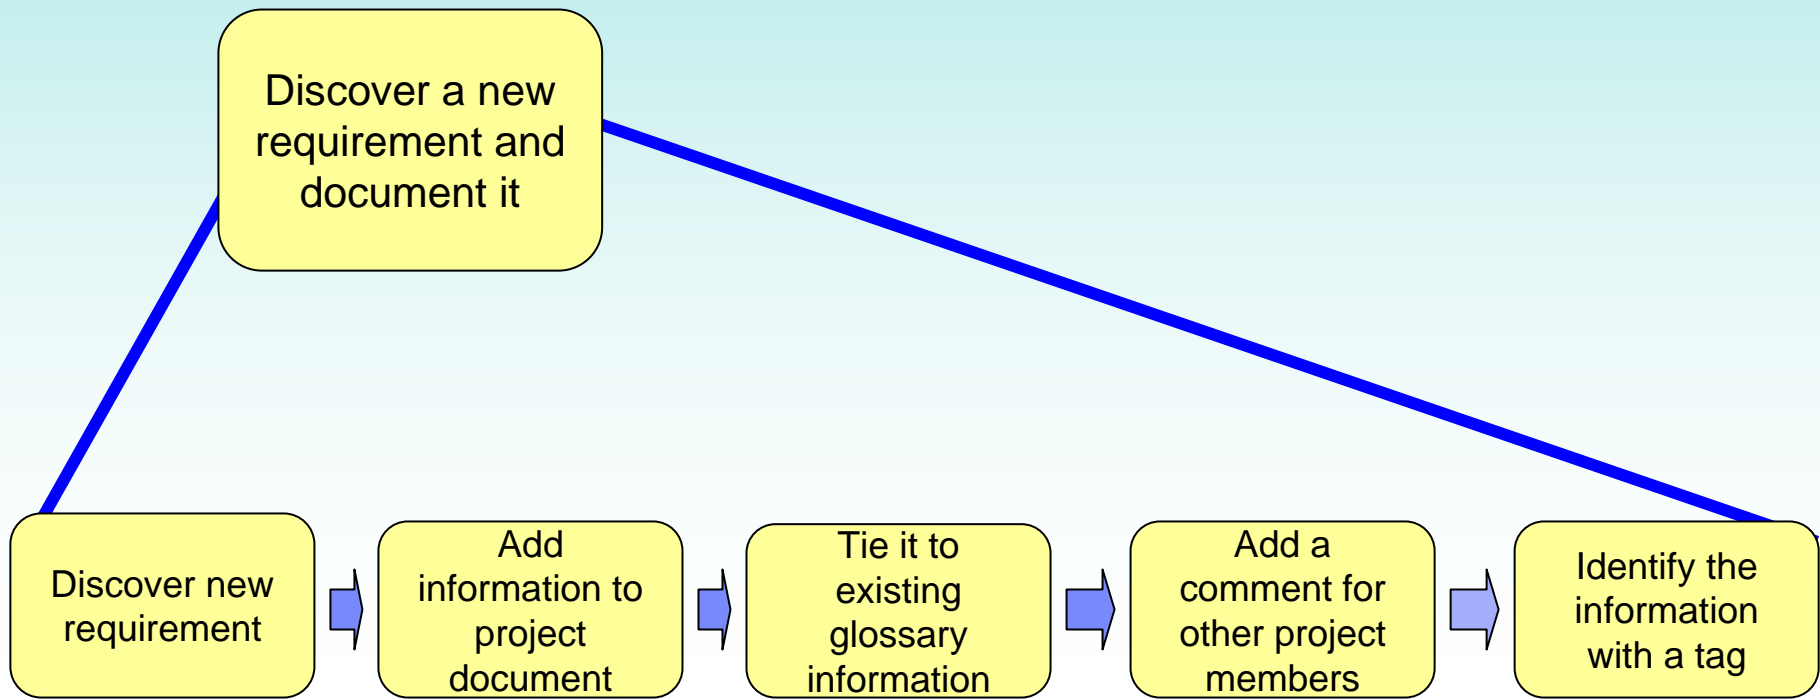 Discover a new
requirement and
document it
Discover new
requirement
Add
information to
project
document
Tie it to
existing
glossary
information
Add a
comment for
other project
members
Identify the
information
with a tag